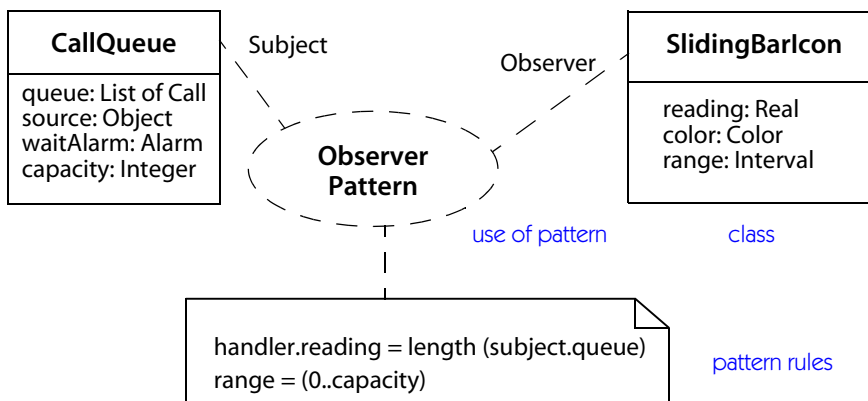 CallQueue
queue: List of Call
source: Object
waitAlarm: Alarm
capacity: Integer
Subject
Observer
SlidingBarIcon
reading: Real
color: Color
range: Interval
Observer
Pattern
use of pattern
class
handler.reading = length (subject.queue)
range = (0..capacity)
pattern rules